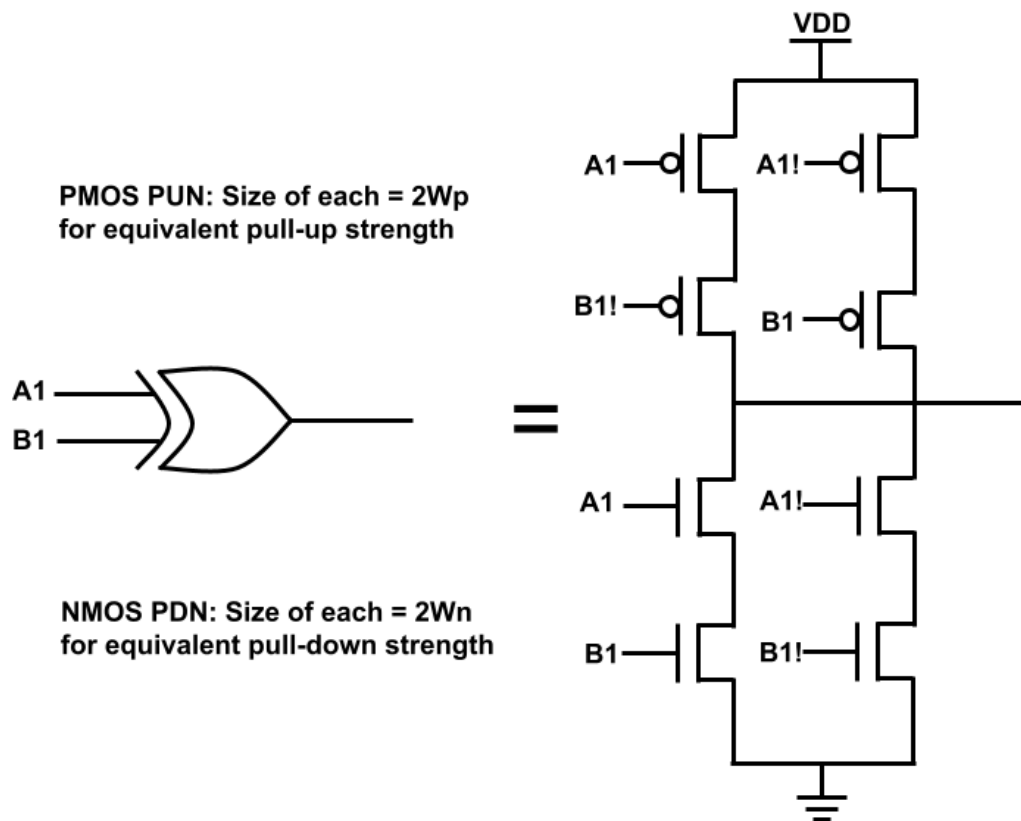 VDD
A1
A1!
PMOS PUN: Size of each = 2Wp
for equivalent pull-up strength
B1!
B1
A1
B1
A1
A1!
NMOS PDN: Size of each = 2Wn
for equivalent pull-down strength
B1
B1!